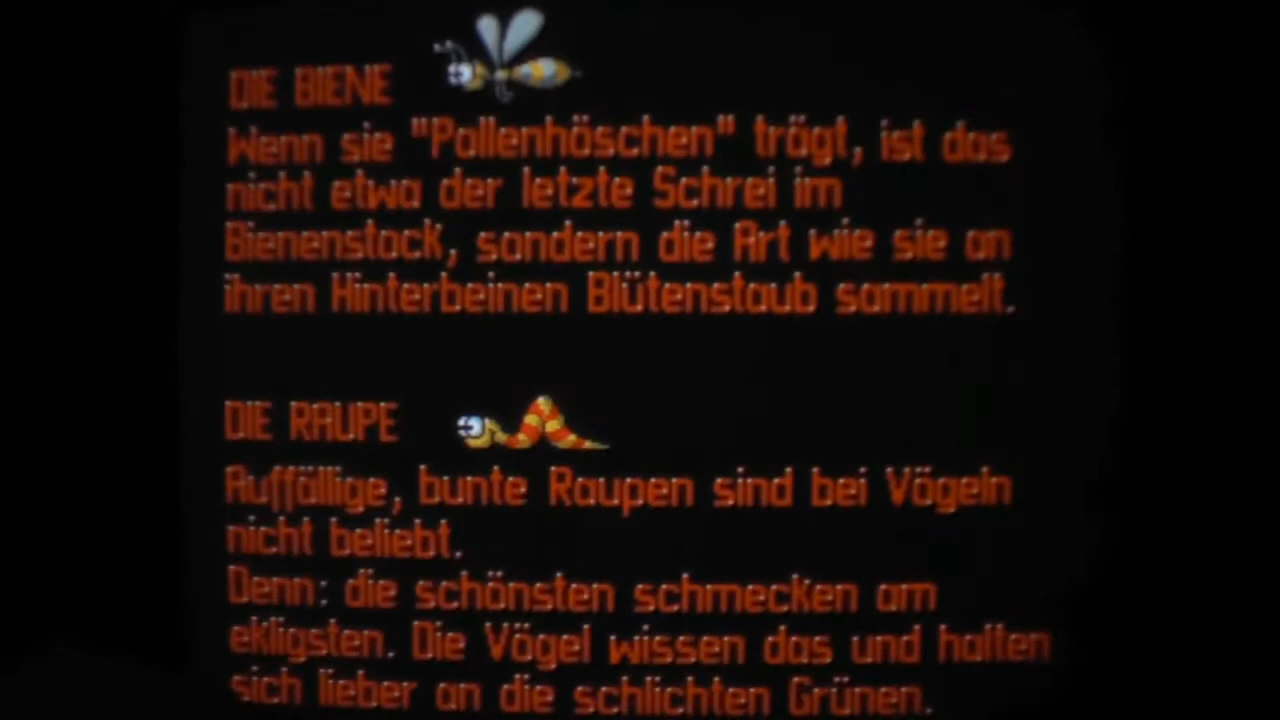 DIE BIENE
Wenn sie "Pollenhöschen" trägt, ist das
nicht etwa der letzte Schrei im
Bienenstock, sondern die Art wie sie an
ihren Hinterbeinen Blütenstaub sammelt.
DIE RAUPE
Auffällige, bunte Raupen sind bei Vögeln
nicht beliebt.
Denn: die schönsten schmecken am
ekligsten. Die Vögel wissen das und halten
sich lieber an die schlichten Grünen.